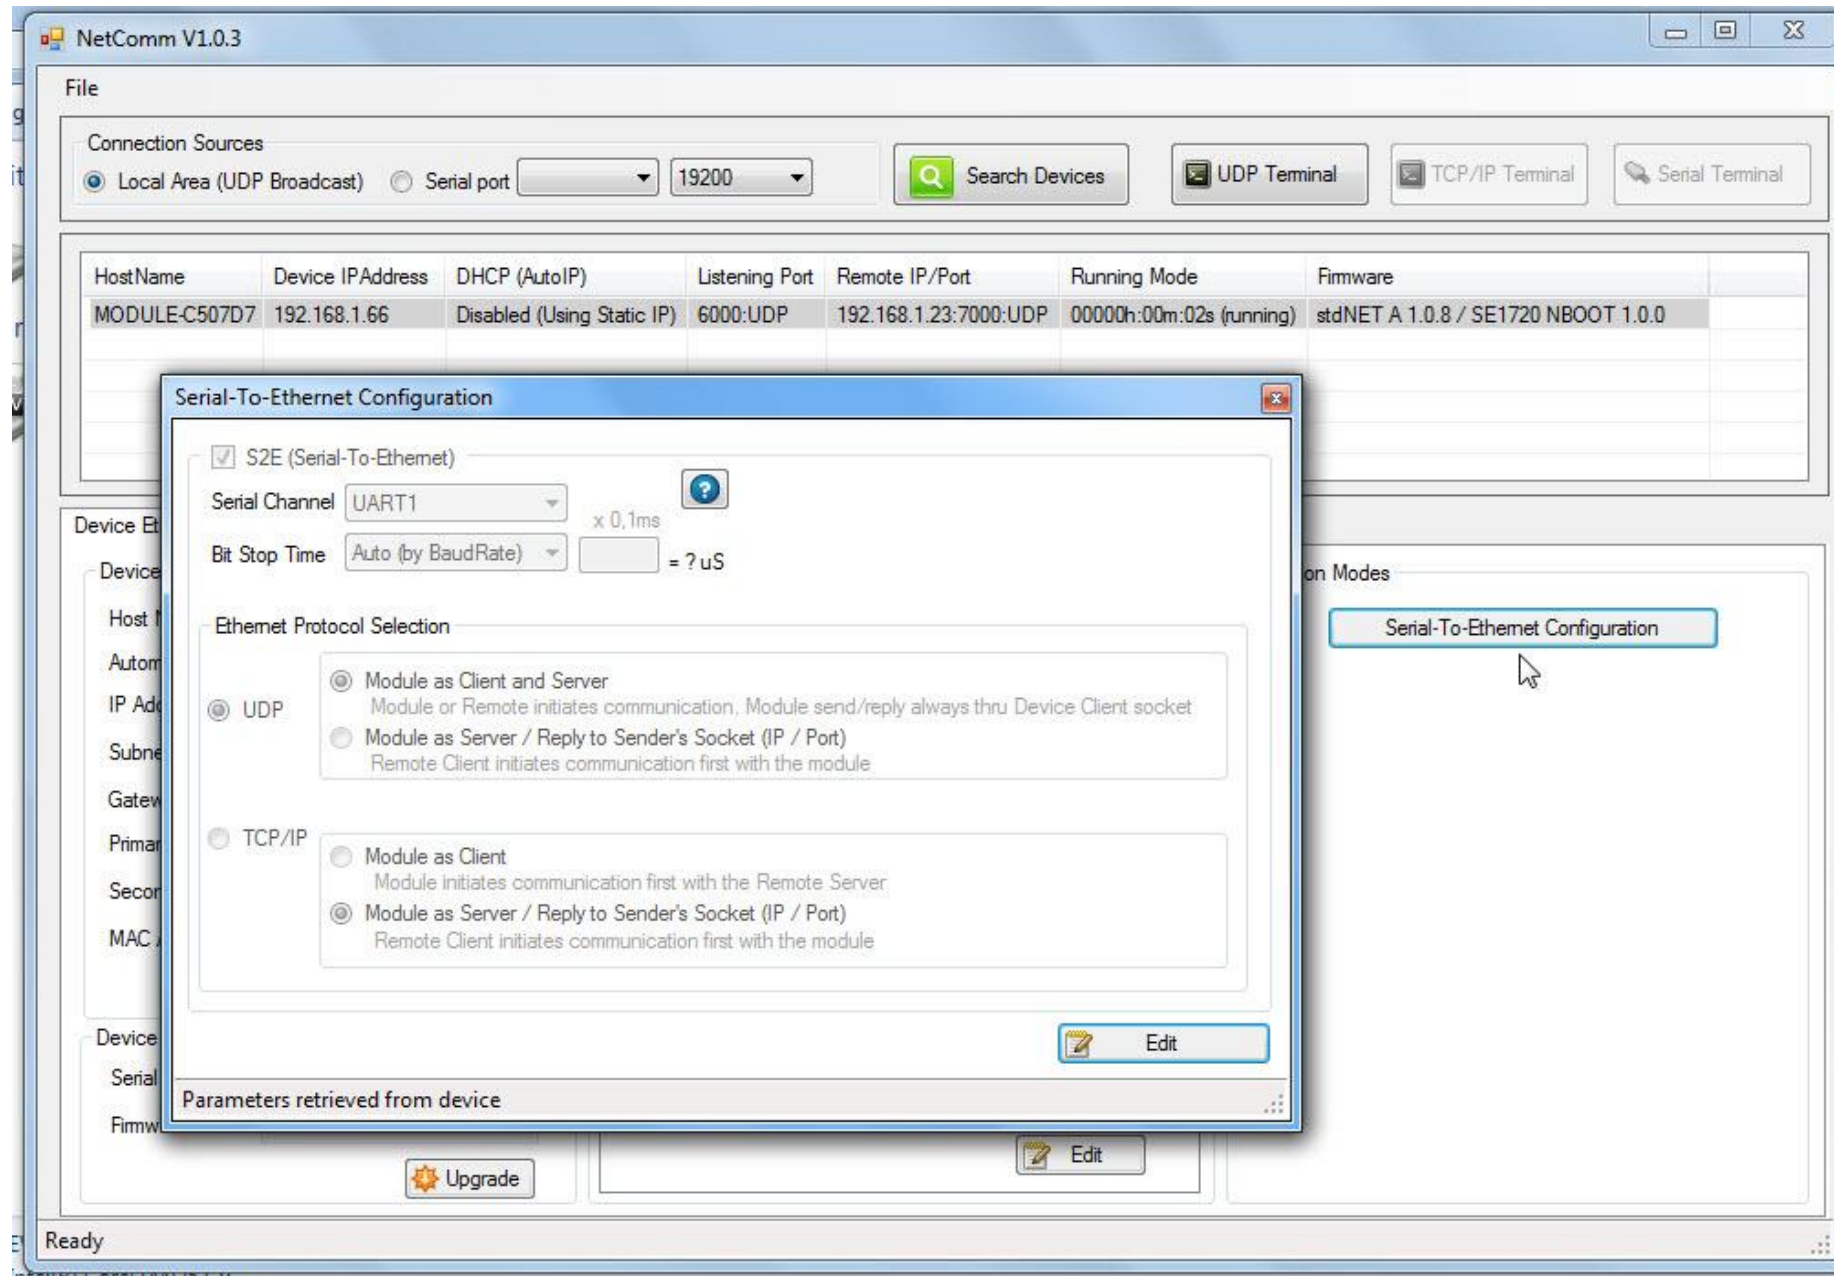 NetComm V1.0.3
File
Connection Sources
Local Area (UDP Broadcast) Serial port 19200 Search Devices UDP Terminal TCP/IP Terminal Serial Terminal
HostName Device IPAddress DHCP (AutoIP) Listening Port Remote IP/Port Running Mode Firmware
MODULE-C507D7 192.168.1.66 Disabled (Using Static IP) 6000:UDP 192.168.1.23:7000:UDP 00000h:00m:02s (running) stdNET A 1.0.8 / SE1720 NBOOT 1.0.0
Serial-To-Ethernet Configuration
S2E (Serial-To-Ethernet)
Serial Channel UART1
x 0,1ms
Bit Stop Time Auto (by BaudRate) = ? uS
Ethernet Protocol Selection
UDP
Module as Client and Server
Module or Remote initiates communication. Module send/reply always thru Device Client socket
Module as Server / Reply to Sender's Socket (IP / Port)
Remote Client initiates communication first with the module
TCP/IP
Module as Client
Module initiates communication first with the Remote Server
Module as Server / Reply to Sender's Socket (IP / Port)
Remote Client initiates communication first with the module
Edit
Parameters retrieved from device
Device Et
Device
Host
Autom
IP Add
Subne
Gatew
Primar
Secon
MAC
Device
Serial
Firmw
Upgrade
Edit
on Modes
Serial-To-Ethernet Configuration
Ready